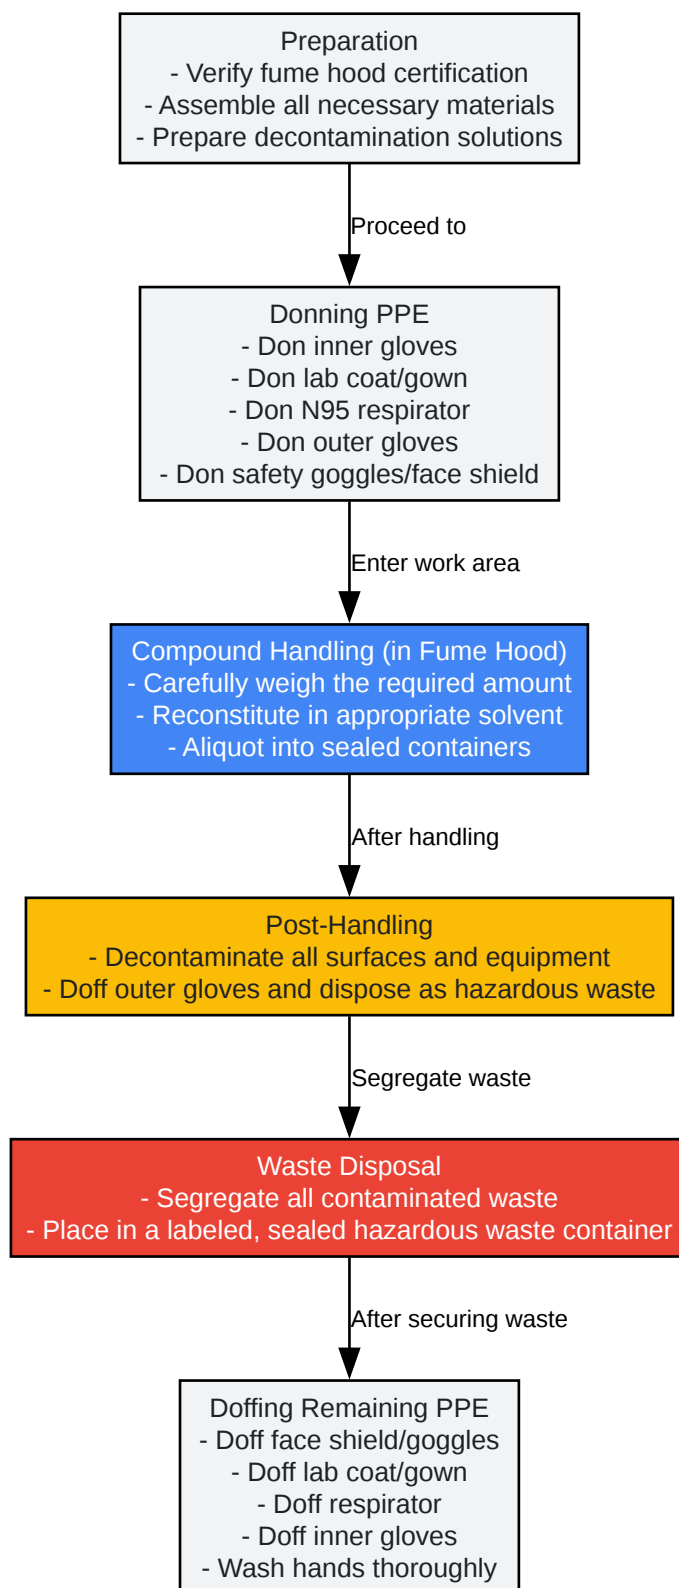 Preparation
- Verify fume hood certification
- Assemble all necessary materials
- Prepare decontamination solutions
Proceed to
Donning PPE
- Don inner gloves
- Don lab coat/gown
- Don N95 respirator
- Don outer gloves
- Don safety goggles/face shield
Enter work area
Compound Handling (in Fume Hood)
- Carefully weigh the required amount
- Reconstitute in appropriate solvent
- Aliquot into sealed containers
After handling
Post-Handling
- Decontaminate all surfaces and equipment
- Doff outer gloves and dispose as hazardous waste
Segregate waste
Waste Disposal
- Segregate all contaminated waste
- Place in a labeled, sealed hazardous waste container
After securing waste
Doffing Remaining PPE
- Doff face shield/goggles
- Doff lab coat/gown
- Doff respirator
- Doff inner gloves
- Wash hands thoroughly